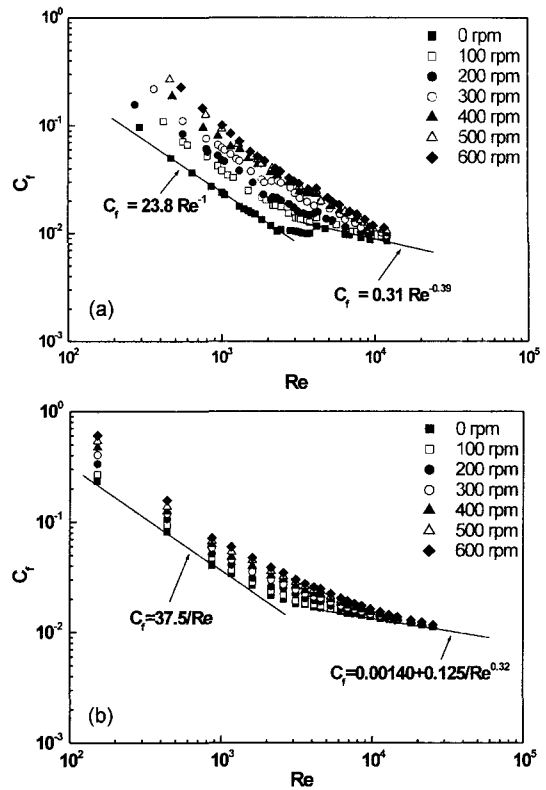 10^0
10^-1
10^-2
10^-3
C_f
0 rpm
100 rpm
200 rpm
300 rpm
400 rpm
500 rpm
600 rpm
C_f = 23.8 Re^-1
C_f = 0.31 Re^-0.39
(a)
10^2 10^3 10^4 10^5
Re
10^0
10^-1
10^-2
10^-3
C_f
0 rpm
100 rpm
200 rpm
300 rpm
400 rpm
500 rpm
600 rpm
C_f=37.5/Re
C_f=0.00140+0.125/Re^0.32
(b)
10^2 10^3 10^4 10^5
Re